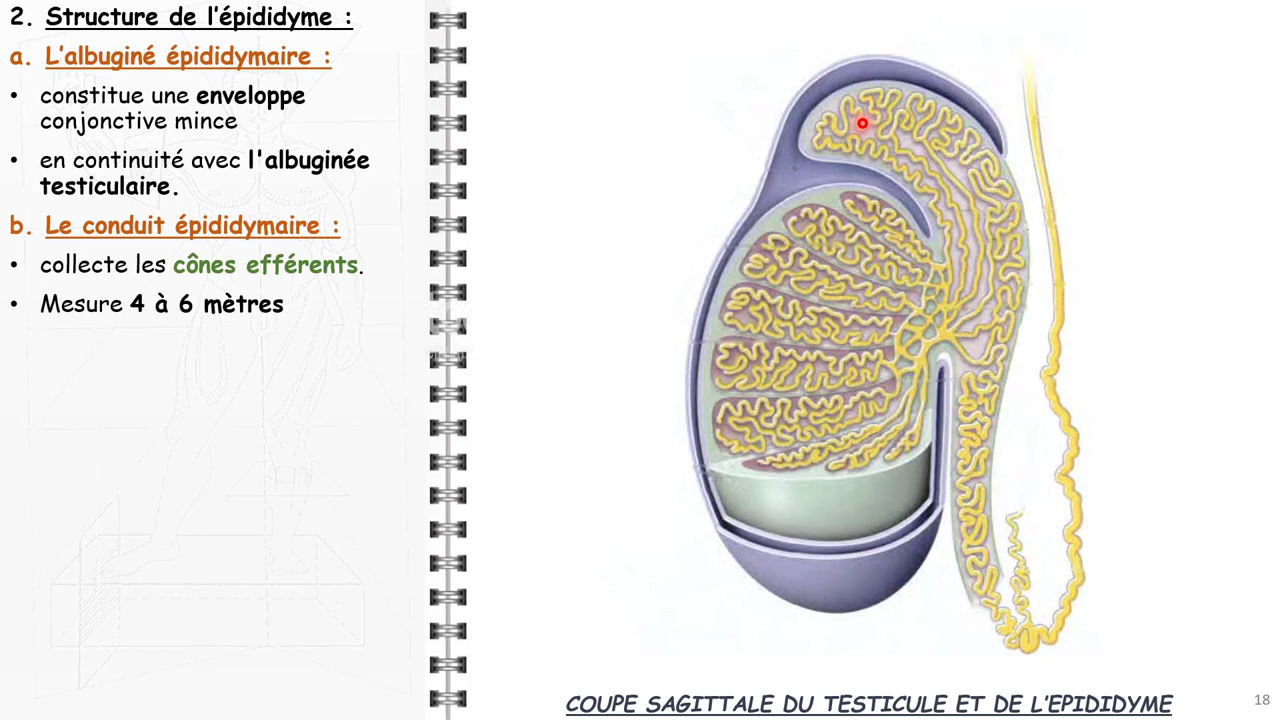 2. Structure de l’épididyme :
a. L’albuginé épididymaire :
• constitue une enveloppe
conjonctive mince
• en continuité avec l'albuginée
testiculaire.
b. Le conduit épididymaire :
• collecte les cônes efférents.
• Mesure 4 à 6 mètres
COUPE SAGITTALE DU TESTICULE ET DE L’EPIDIDYME
18